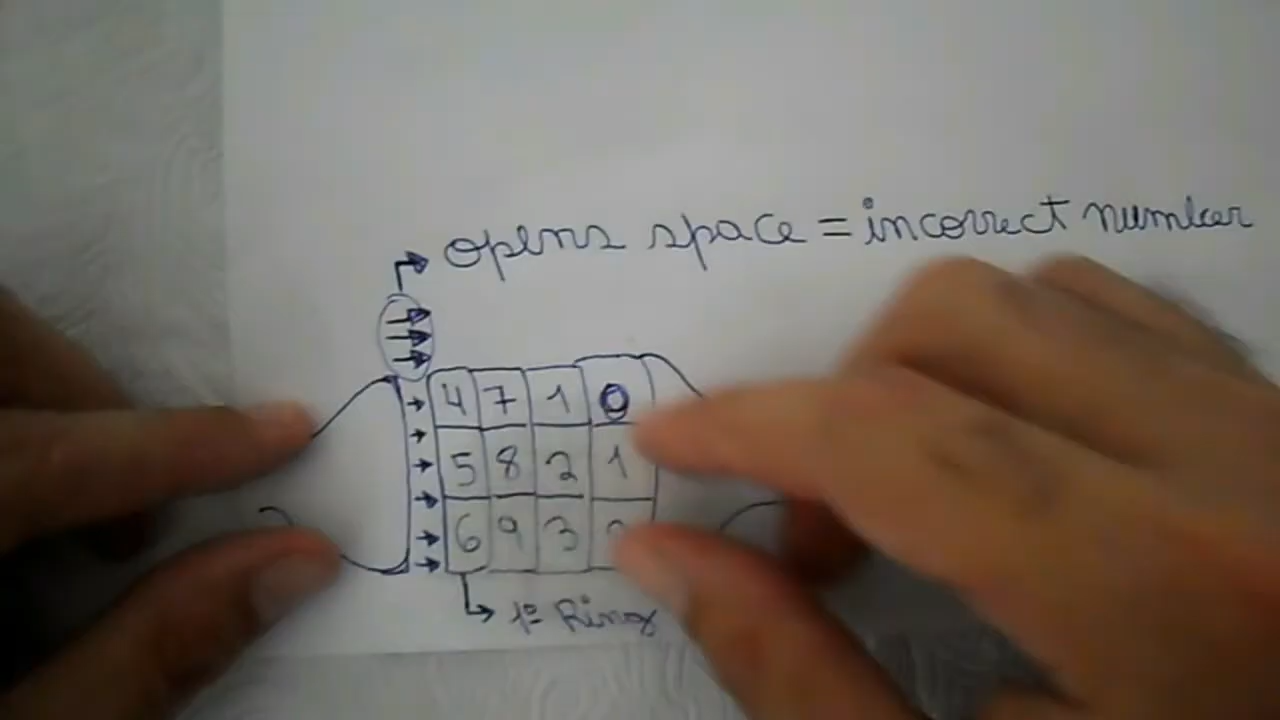 opens space = incorrect number
4 7 1 0
5 8 2 1
6 9 3
1º Ring